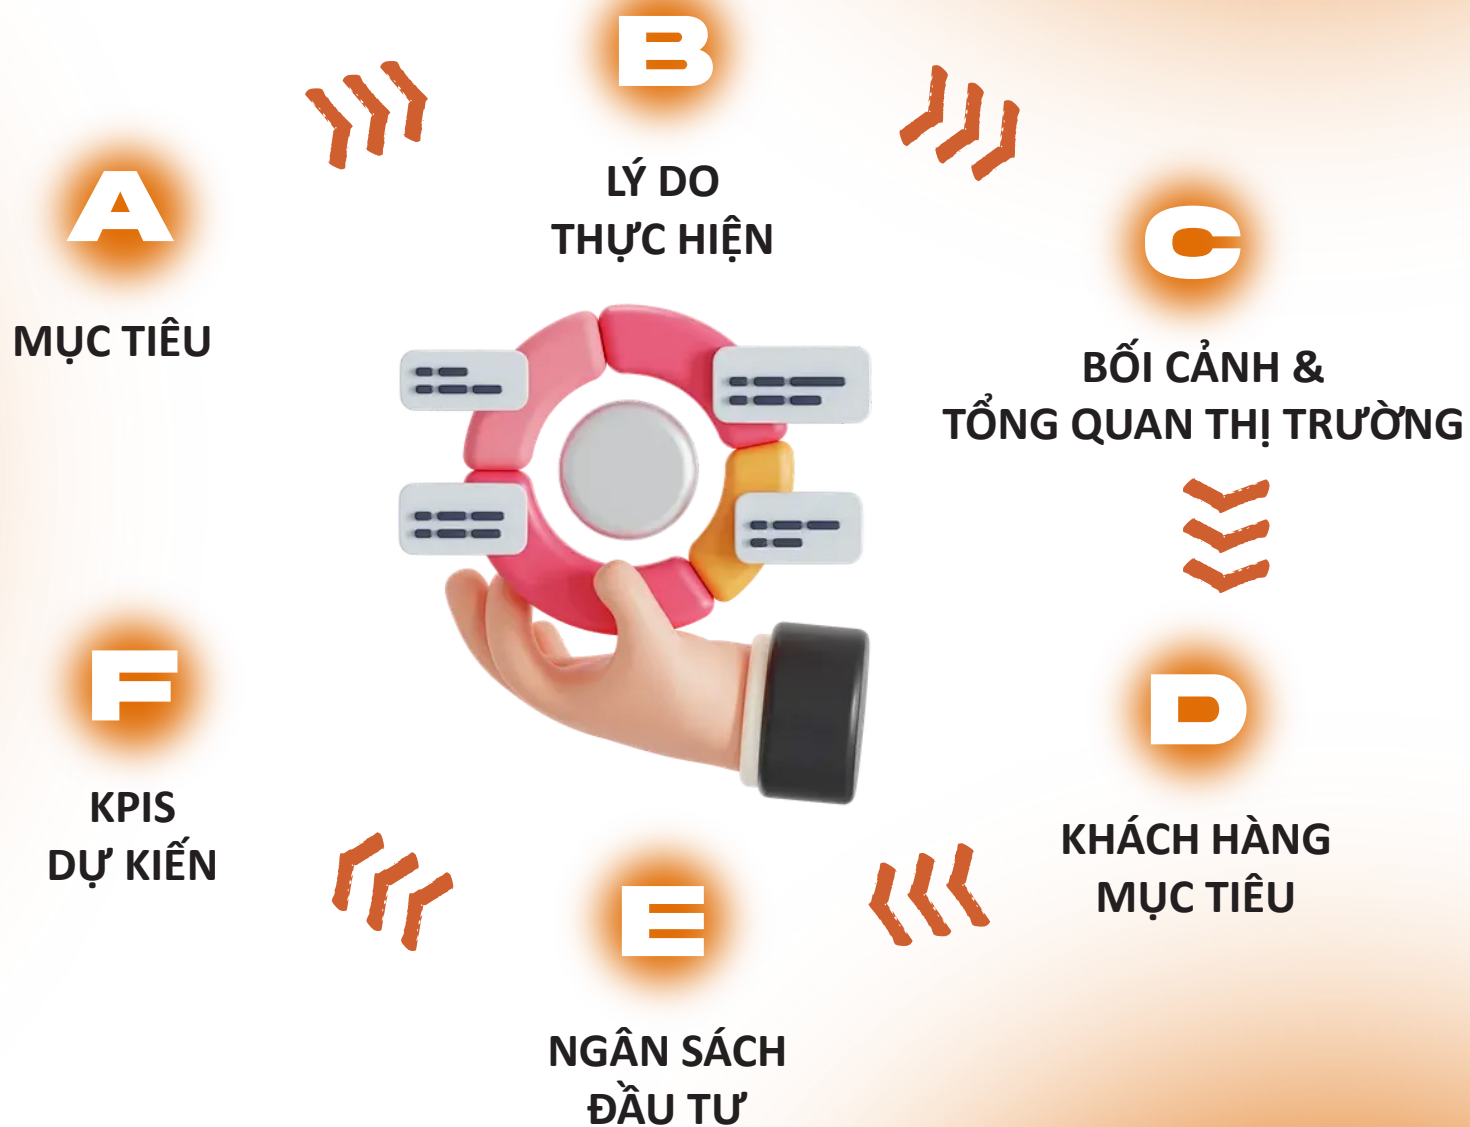 A
MỤC TIÊU
B
LÝ DO
THỰC HIỆN
C
BỐI CẢNH &
TỔNG QUAN THỊ TRƯỜNG
D
KHÁCH HÀNG
MỤC TIÊU
E
NGÂN SÁCH
ĐẦU TƯ
F
KPIS
DỰ KIẾN